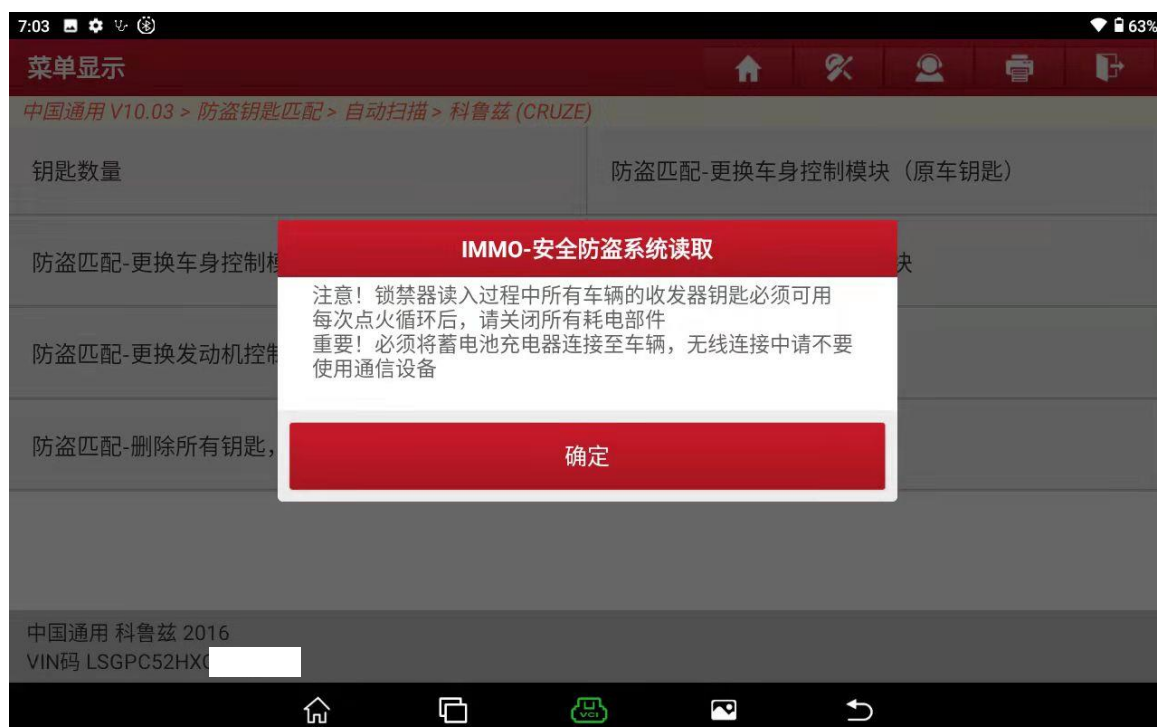 7:03 63%
菜单显示
中国通用 V10.03 > 防盗钥匙匹配 > 自动扫描 > 科鲁兹 (CRUZE)
钥匙数量
防盗匹配-更换车身控制模块（原车钥匙）
防盗匹配-更换车身控制模
块
防盗匹配-更换发动机控制
防盗匹配-删除所有钥匙，
IMMO-安全防盗系统读取
注意！锁禁器读入过程中所有车辆的收发器钥匙必须可用
每次点火循环后，请关闭所有耗电部件
重要！必须将蓄电池充电器连接至车辆，无线连接中请不要
使用通信设备
确定
中国通用 科鲁兹 2016
VIN码 LSGPC52HX
VCI